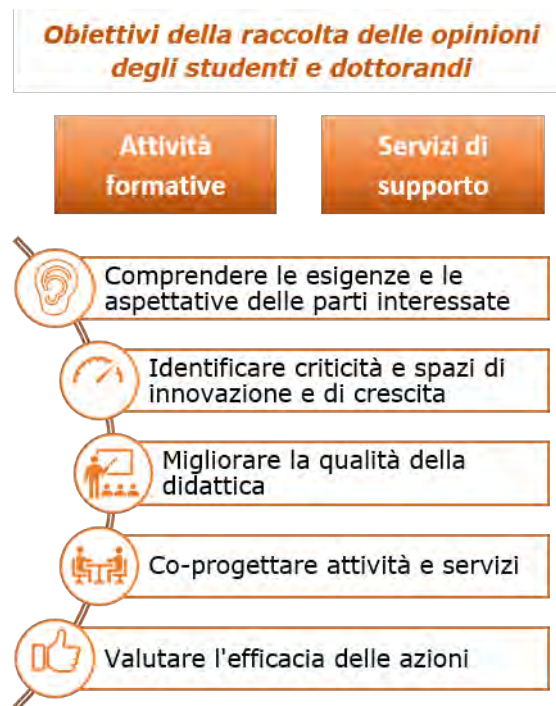 Obiettivi della raccolta delle opinioni
degli studenti e dottorandi
Attività
formative
Servizi di
supporto
Comprendere le esigenze e le
aspettative delle parti interessate
Identificare criticità e spazi di
innovazione e di crescita
Migliorare la qualità della
didattica
Co-progettare attività e servizi
Valutare l'efficacia delle azioni